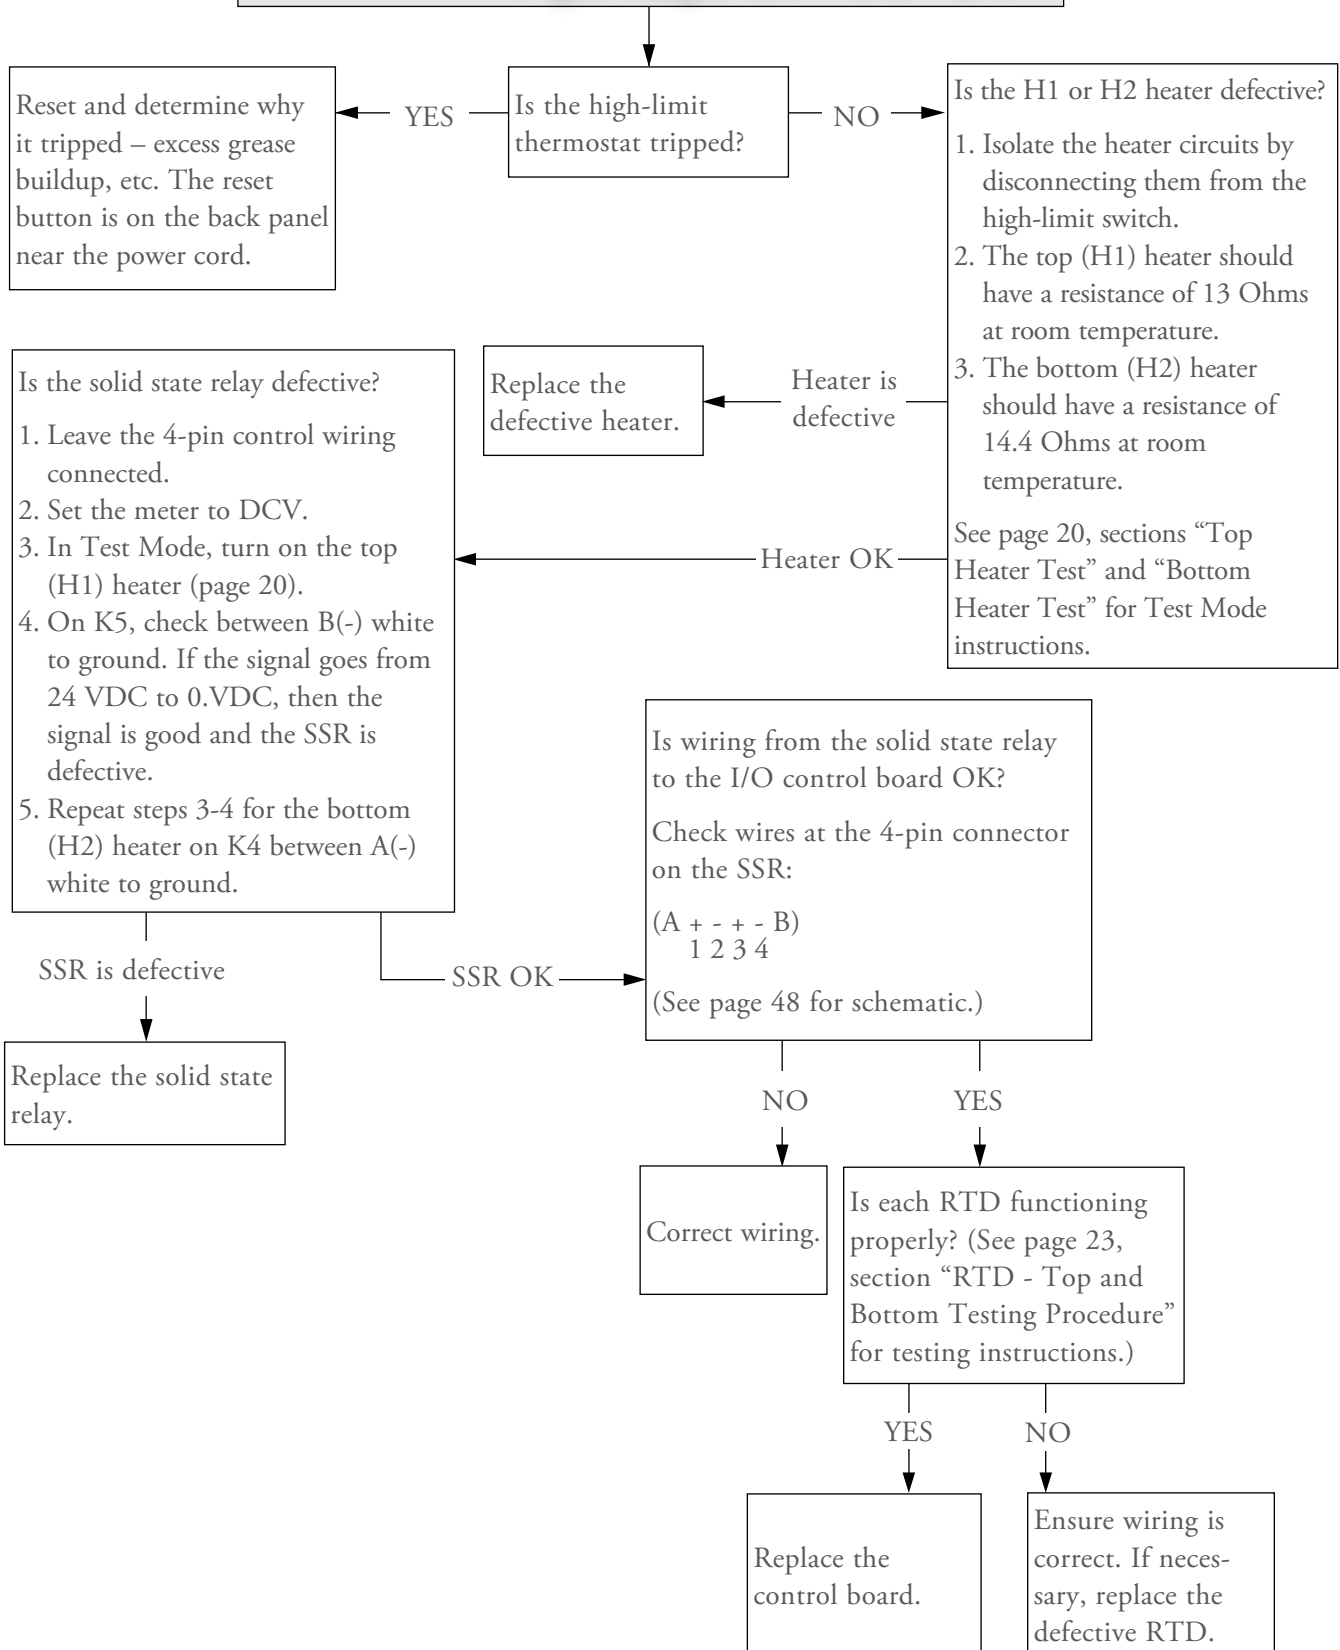 Is the high-limit
thermostat tripped?
YES
NO
Reset and determine why
it tripped – excess grease
buildup, etc. The reset
button is on the back panel
near the power cord.
Is the H1 or H2 heater defective?
1. Isolate the heater circuits by
disconnecting them from the
high-limit switch.
2. The top (H1) heater should
have a resistance of 13 Ohms
at room temperature.
3. The bottom (H2) heater
should have a resistance of
14.4 Ohms at room
temperature.
See page 20, sections “Top
Heater Test” and “Bottom
Heater Test” for Test Mode
instructions.
Heater is
defective
Replace the
defective heater.
Heater OK
Is the solid state relay defective?
1. Leave the 4-pin control wiring
connected.
2. Set the meter to DCV.
3. In Test Mode, turn on the top
(H1) heater (page 20).
4. On K5, check between B(-) white
to ground. If the signal goes from
24 VDC to 0.VDC, then the
signal is good and the SSR is
defective.
5. Repeat steps 3-4 for the bottom
(H2) heater on K4 between A(-)
white to ground.
SSR is defective
Replace the solid state
relay.
SSR OK
Is wiring from the solid state relay
to the I/O control board OK?
Check wires at the 4-pin connector
on the SSR:
(A + - + - B)
1 2 3 4
(See page 48 for schematic.)
NO
YES
Correct wiring.
Is each RTD functioning
properly? (See page 23,
section “RTD - Top and
Bottom Testing Procedure”
for testing instructions.)
YES
NO
Replace the
control board.
Ensure wiring is
correct. If neces-
sary, replace the
defective RTD.